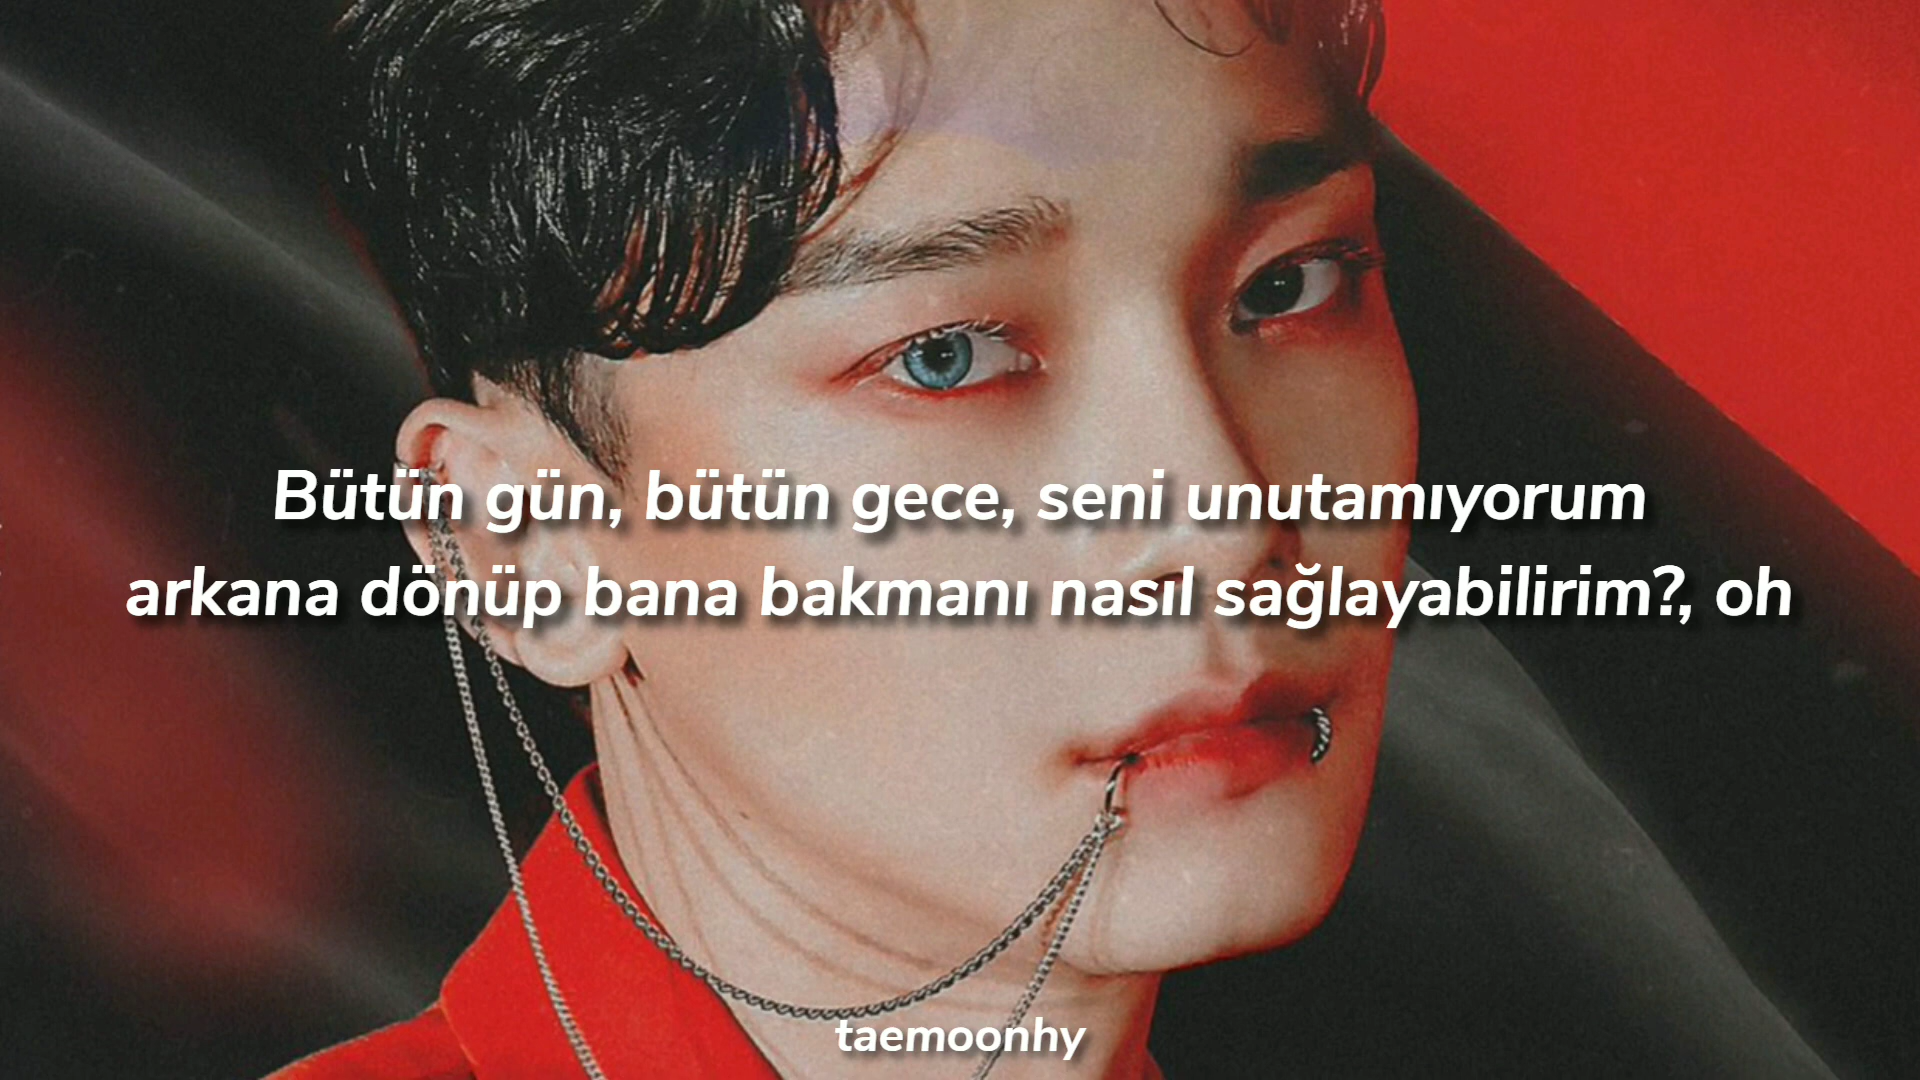 Bütün gün, bütün gece, seni unutamıyorum
arkana dönüp bana bakmanı nasıl sağlayabilirim?, oh
taemoonhy